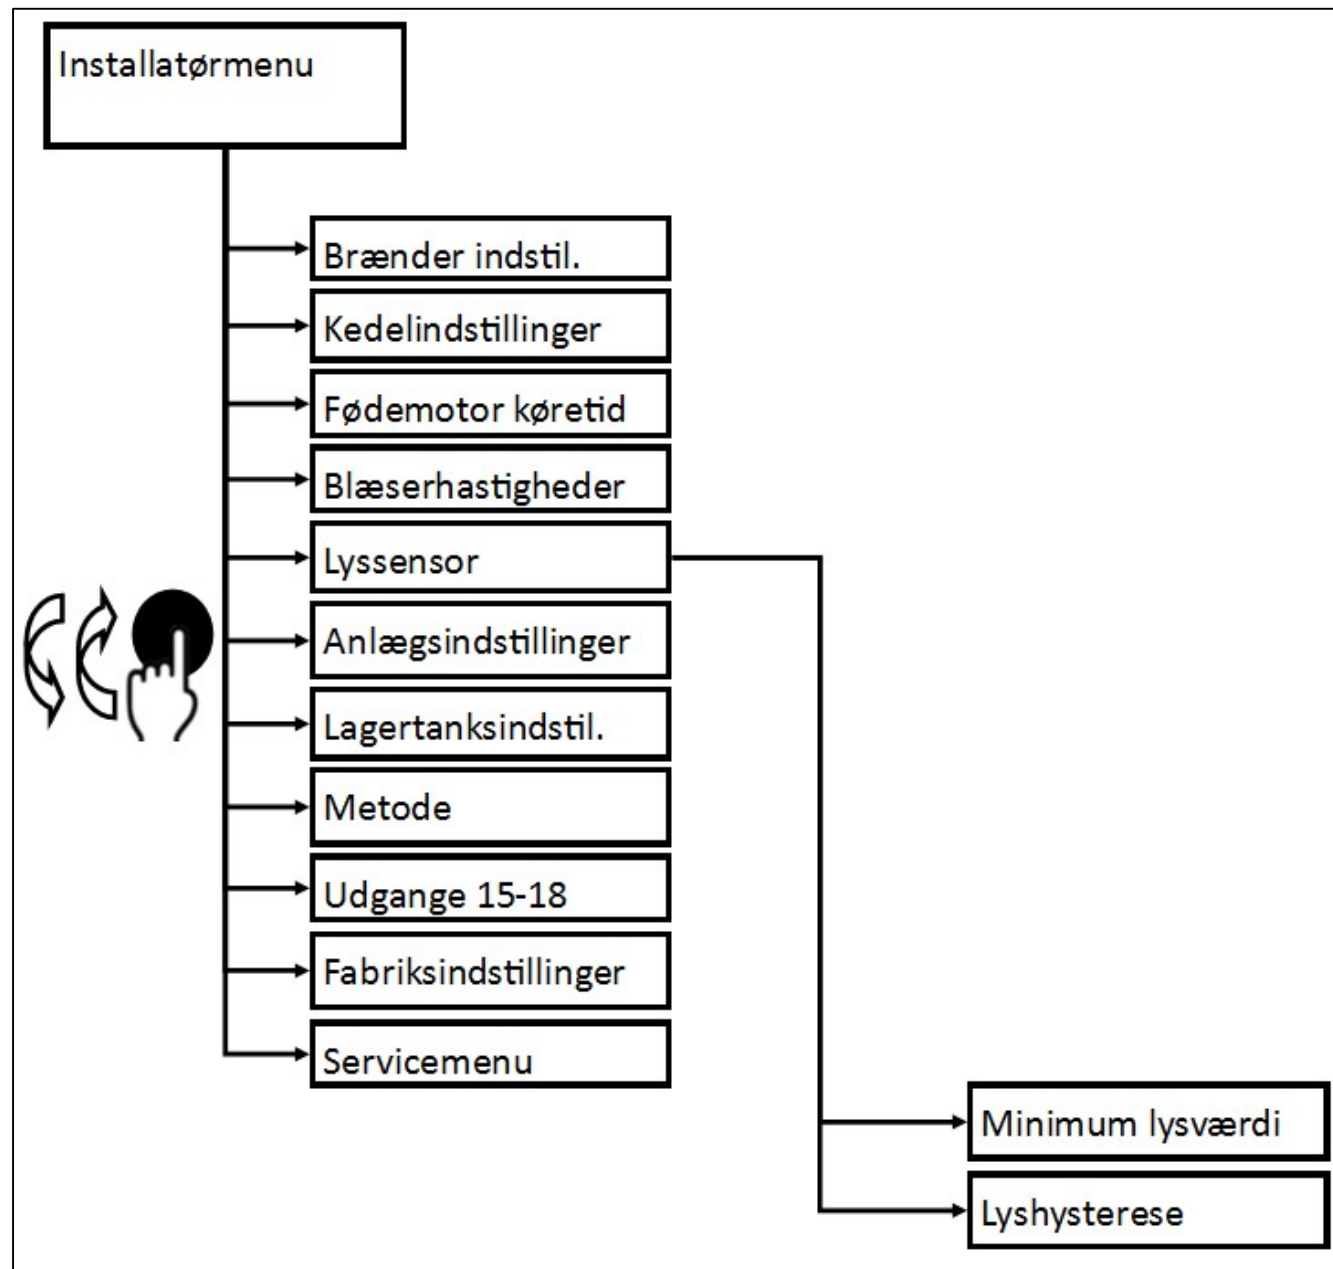 Installatørmenu
Brænder indstil.
Kedelindstillinger
Fødemotor køretid
Blæserhastigheder
Lyssensor
Anlægsindstillinger
Lagertanksindstil.
Metode
Udgange 15-18
Fabriksindstillinger
Servicemenu
Minimum lysværdi
Lyshysterese